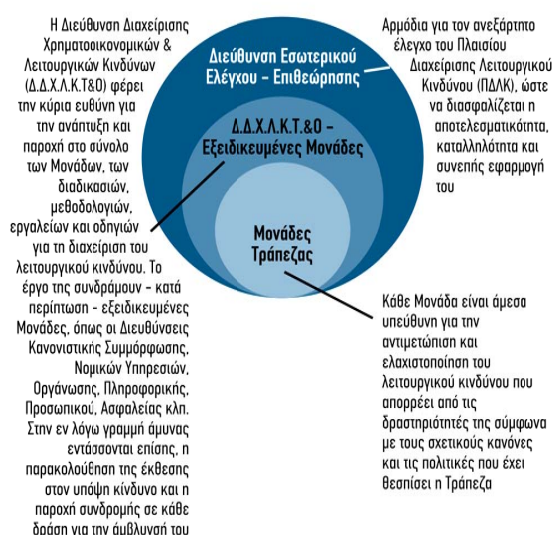 Η Διεύθυνση Διαχείρισης
Χρηματοοικονομικών &
Λειτουργικών Κινδύνων
(Δ.Δ.Χ.Λ.Κ.Τ&Ο) φέρει
την κύρια ευθύνη για
την ανάπτυξη και
παροχή στο σύνολο
των Μονάδων, των
διαδικασιών,
μεθοδολογιών,
εργαλείων και οδηγιών
για τη διαχείριση του
λειτουργικού κινδύνου. Το
έργο της συνδράμουν - κατά
περίπτωση - εξειδικευμένες
Μονάδες, όπως οι Διευθύνσεις
Κανονιστικής Συμμόρφωσης,
Νομικών Υπηρεσιών,
Οργάνωσης, Πληροφορικής,
Προσωπικού, Ασφαλείας κλπ.
Στην εν λόγω γραμμή άμυνας
εντάσσονται επίσης, η
παρακολούθηση της έκθεσης
στον υπόψη κίνδυνο και η
παροχή συνδρομής σε κάθε
δράση για την άμβλυνσή του
Διεύθυνση Εσωτερικού
Ελέγχου – Επιθεώρησης
Δ.Δ.Χ.Λ.Κ.Τ&Ο –
Εξειδικευμένες Μονάδες
Μονάδες
Τράπεζας
Αρμόδια για τον ανεξάρτητο
έλεγχο του Πλαισίου
Διαχείρισης Λειτουργικού
Κινδύνου (ΠΔΛΚ), ώστε
να διασφαλίζεται η
αποτελεσματικότητα,
καταλληλότητα και
συνεπής εφαρμογή
του
Κάθε Μονάδα είναι άμεσα
υπεύθυνη για την
αντιμετώπιση και
ελαχιστοποίηση του
λειτουργικού κινδύνου που
απορρέει από τις
δραστηριότητές της σύμφωνα
με τους σχετικούς κανόνες
και τις πολιτικές που έχει
θεσπίσει η Τράπεζα